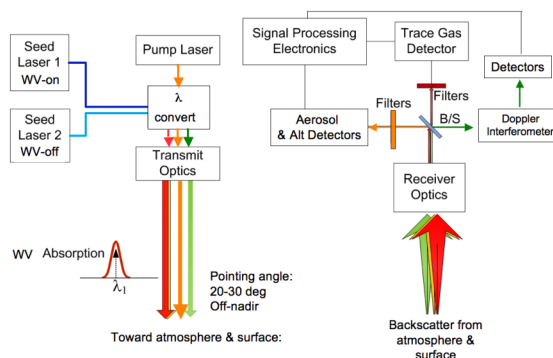 Seed
Laser 1
WV-on
Pump Laser
Seed
Laser 2
WV-off
λ
convert
Transmit
Optics
WV Absorption
λ1
Pointing angle:
20-30 deg
Off-nadir
Toward atmosphere & surface:
Signal Processing
Electronics
Trace Gas
Detector
Detectors
Filters
Filters
B/S
Aerosol
& Alt Detectors
Doppler
Interferometer
Receiver
Optics
Backscatter from
atmosphere &
surface